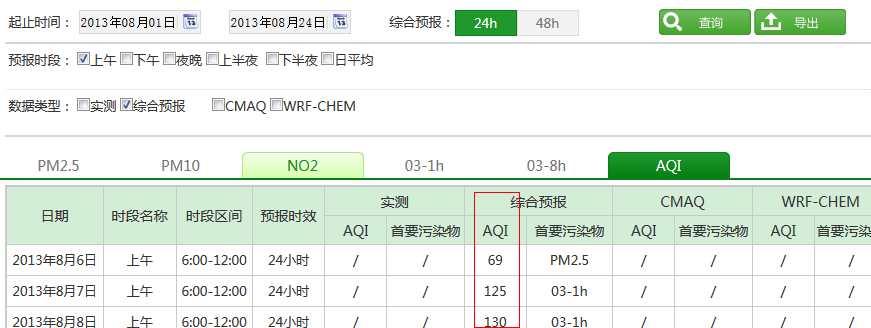 起止时间： 2013年08月01日 2013年08月24日 综合预报： 24h 48h 查询 导出
预报时段： 上午 下午 夜晚 上半夜 下半夜 日平均
数据类型： 实测 综合预报 CMAQ WRF-CHEM
PM2.5 PM10 NO2 03-1h 03-8h AQI
日期 时段名称 时段区间 预报时效 实测 综合预报 CMAQ WRF-CHEM
AQI 首要污染物 AQI 首要污染物 AQI 首要污染物 AQI 首要污染物
2013年8月6日 上午 6:00-12:00 24小时 / / 69 PM2.5 / / / /
2013年8月7日 上午 6:00-12:00 24小时 / / 125 03-1h / / / /
2013年8月8日 上午 6:00-12:00 24小时 / / 130 03-1h / / / /